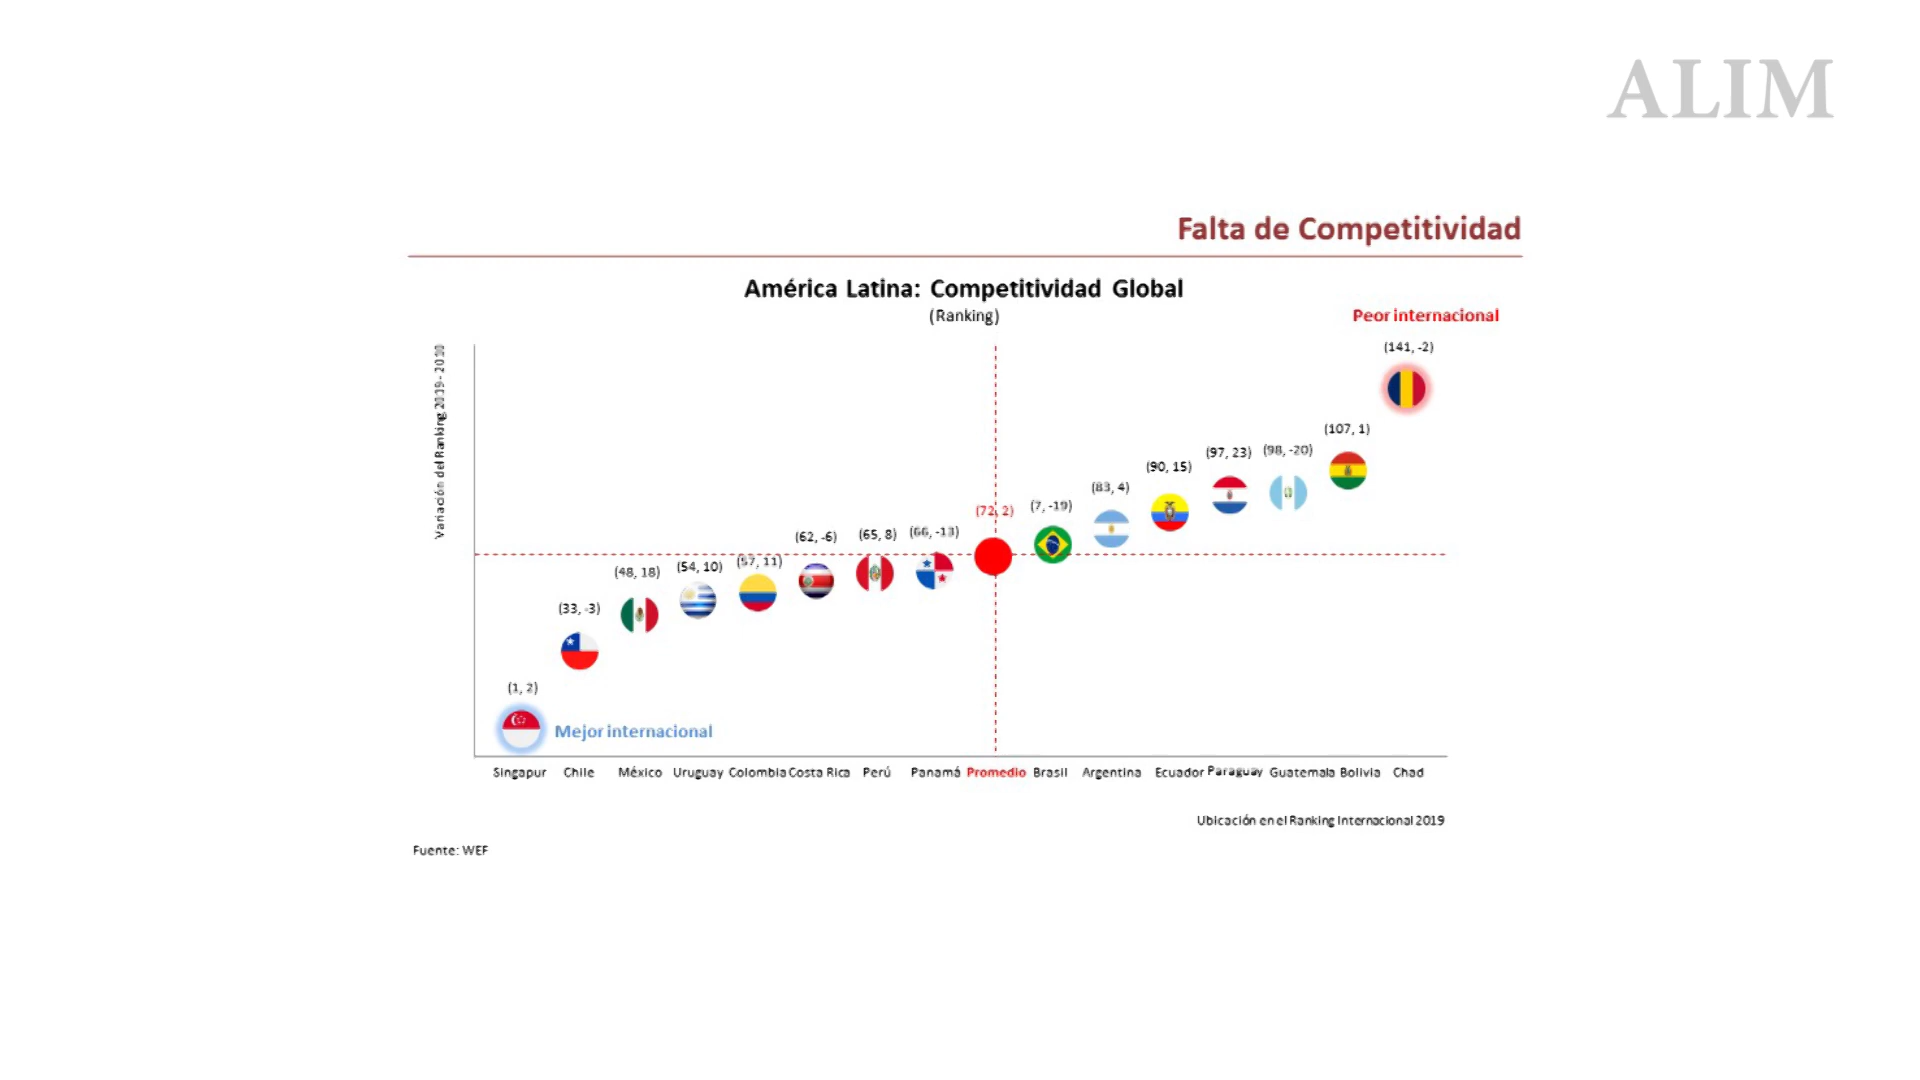 ALIM
Falta de Competitividad
América Latina: Competitividad Global
(Ranking)
Peor internacional
(141, -2)
(107, 1)
(97, 23) (98, -20)
(90, 15)
(83, 4)
(72, 2) (7, -19)
(62, -6) (65, 8) (66, -13)
(48, 18) (54, 10) (57, 11)
(33, -3)
(1, 2)
Mejor internacional
Variación del Ranking 2019 - 2010
Singapur Chile México Uruguay Colombia Costa Rica Perú Panamá Promedio Brasil Argentina Ecuador Paraguay Guatemala Bolivia Chad
Ubicación en el Ranking Internacional 2019
Fuente: WEF